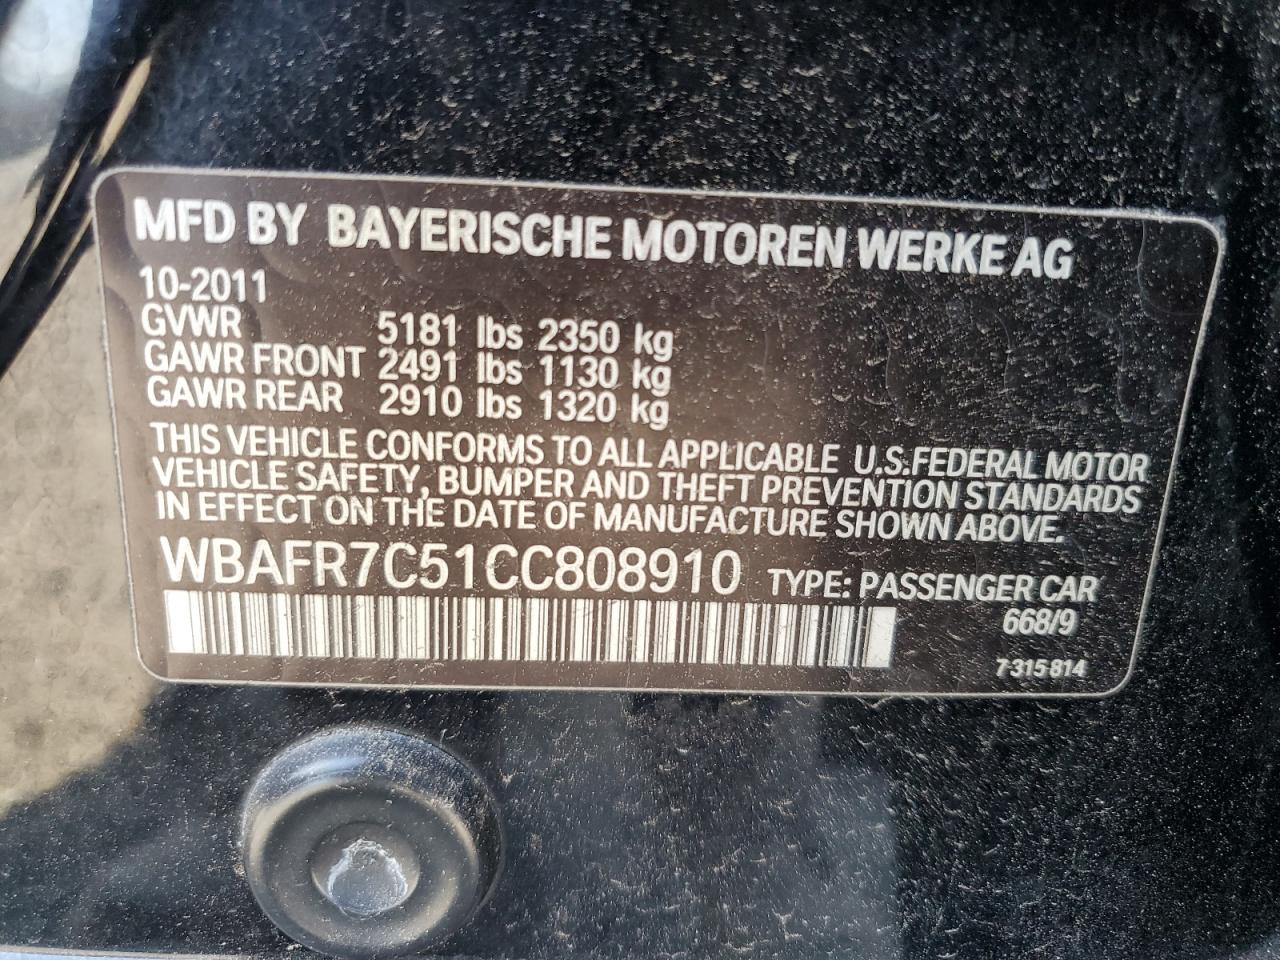 MFD BY BAYERISCHE MOTOREN WERKE AG
10-2011
GVWR 5181 lbs 2350 kg
GAWR FRONT 2491 lbs 1130 kg
GAWR REAR 2910 lbs 1320 kg
THIS VEHICLE CONFORMS TO ALL APPLICABLE U.S.FEDERAL MOTOR
VEHICLE SAFETY, BUMPER AND THEFT PREVENTION STANDARDS
IN EFFECT ON THE DATE OF MANUFACTURE SHOWN ABOVE.
WBAFR7C51CC808910 TYPE: PASSENGER CAR
668/9
7 315 814